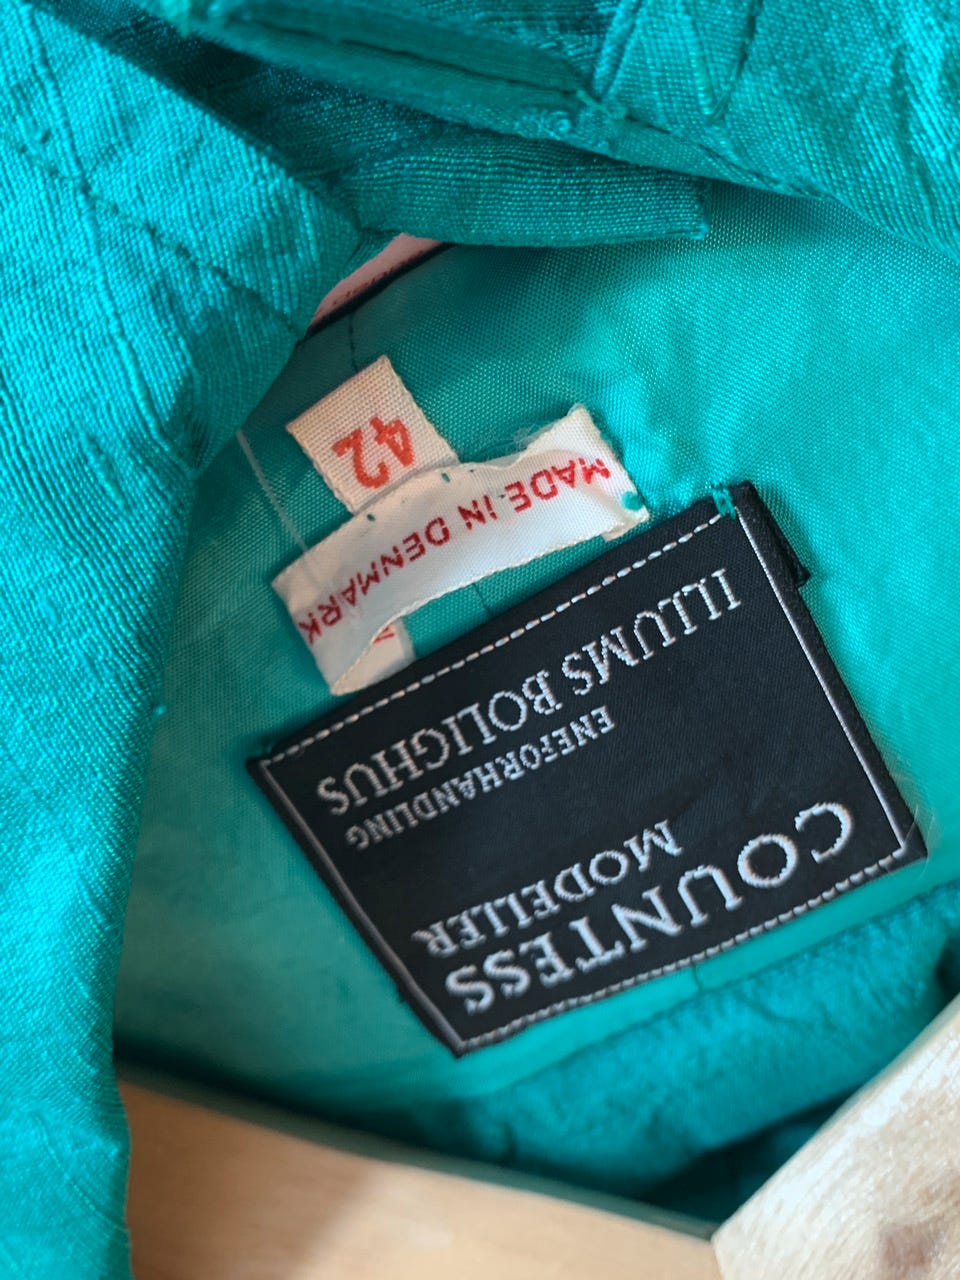 COUNTESS
MODELLER
ENEFORHANDLING
ILLUMS BOLIGHUS
MADE IN DENMARK
42